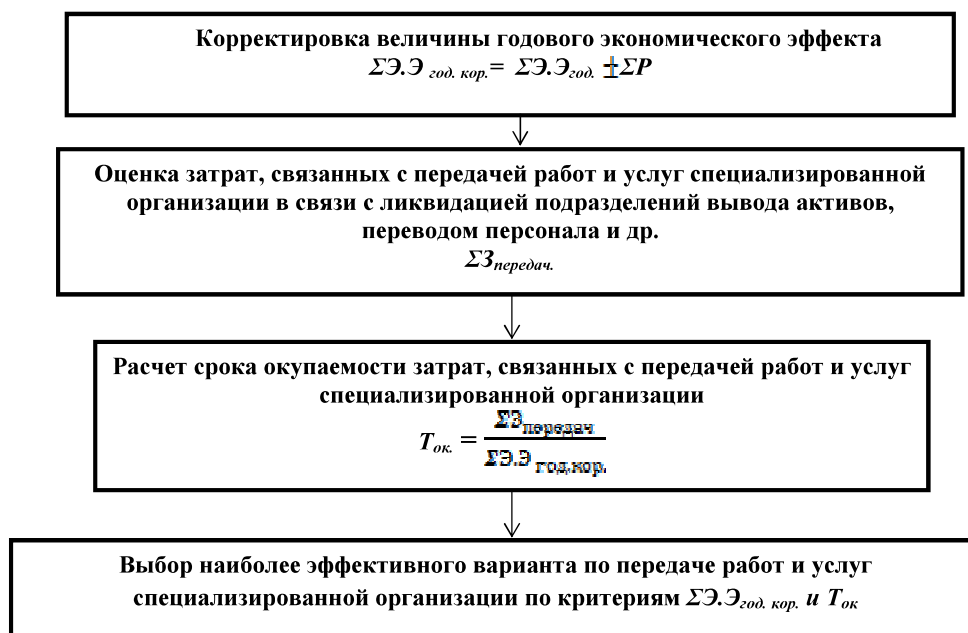 Корректировка величины годового экономического эффекта
ΣЭ.Э год. кор.= ΣЭ.Эгод. ±ΣР
Оценка затрат, связанных с передачей работ и услуг специализированной
организации в связи с ликвидацией подразделений вывода активов,
переводом персонала и др.
ΣЗпередач.
Расчет срока окупаемости затрат, связанных с передачей работ и услуг
специализированной организации
Ток. = ΣЗпередач / ΣЭ.Э год.кор.
Выбор наиболее эффективного варианта по передаче работ и услуг
специализированной организации по критериям ΣЭ.Эгод. кор. и Ток